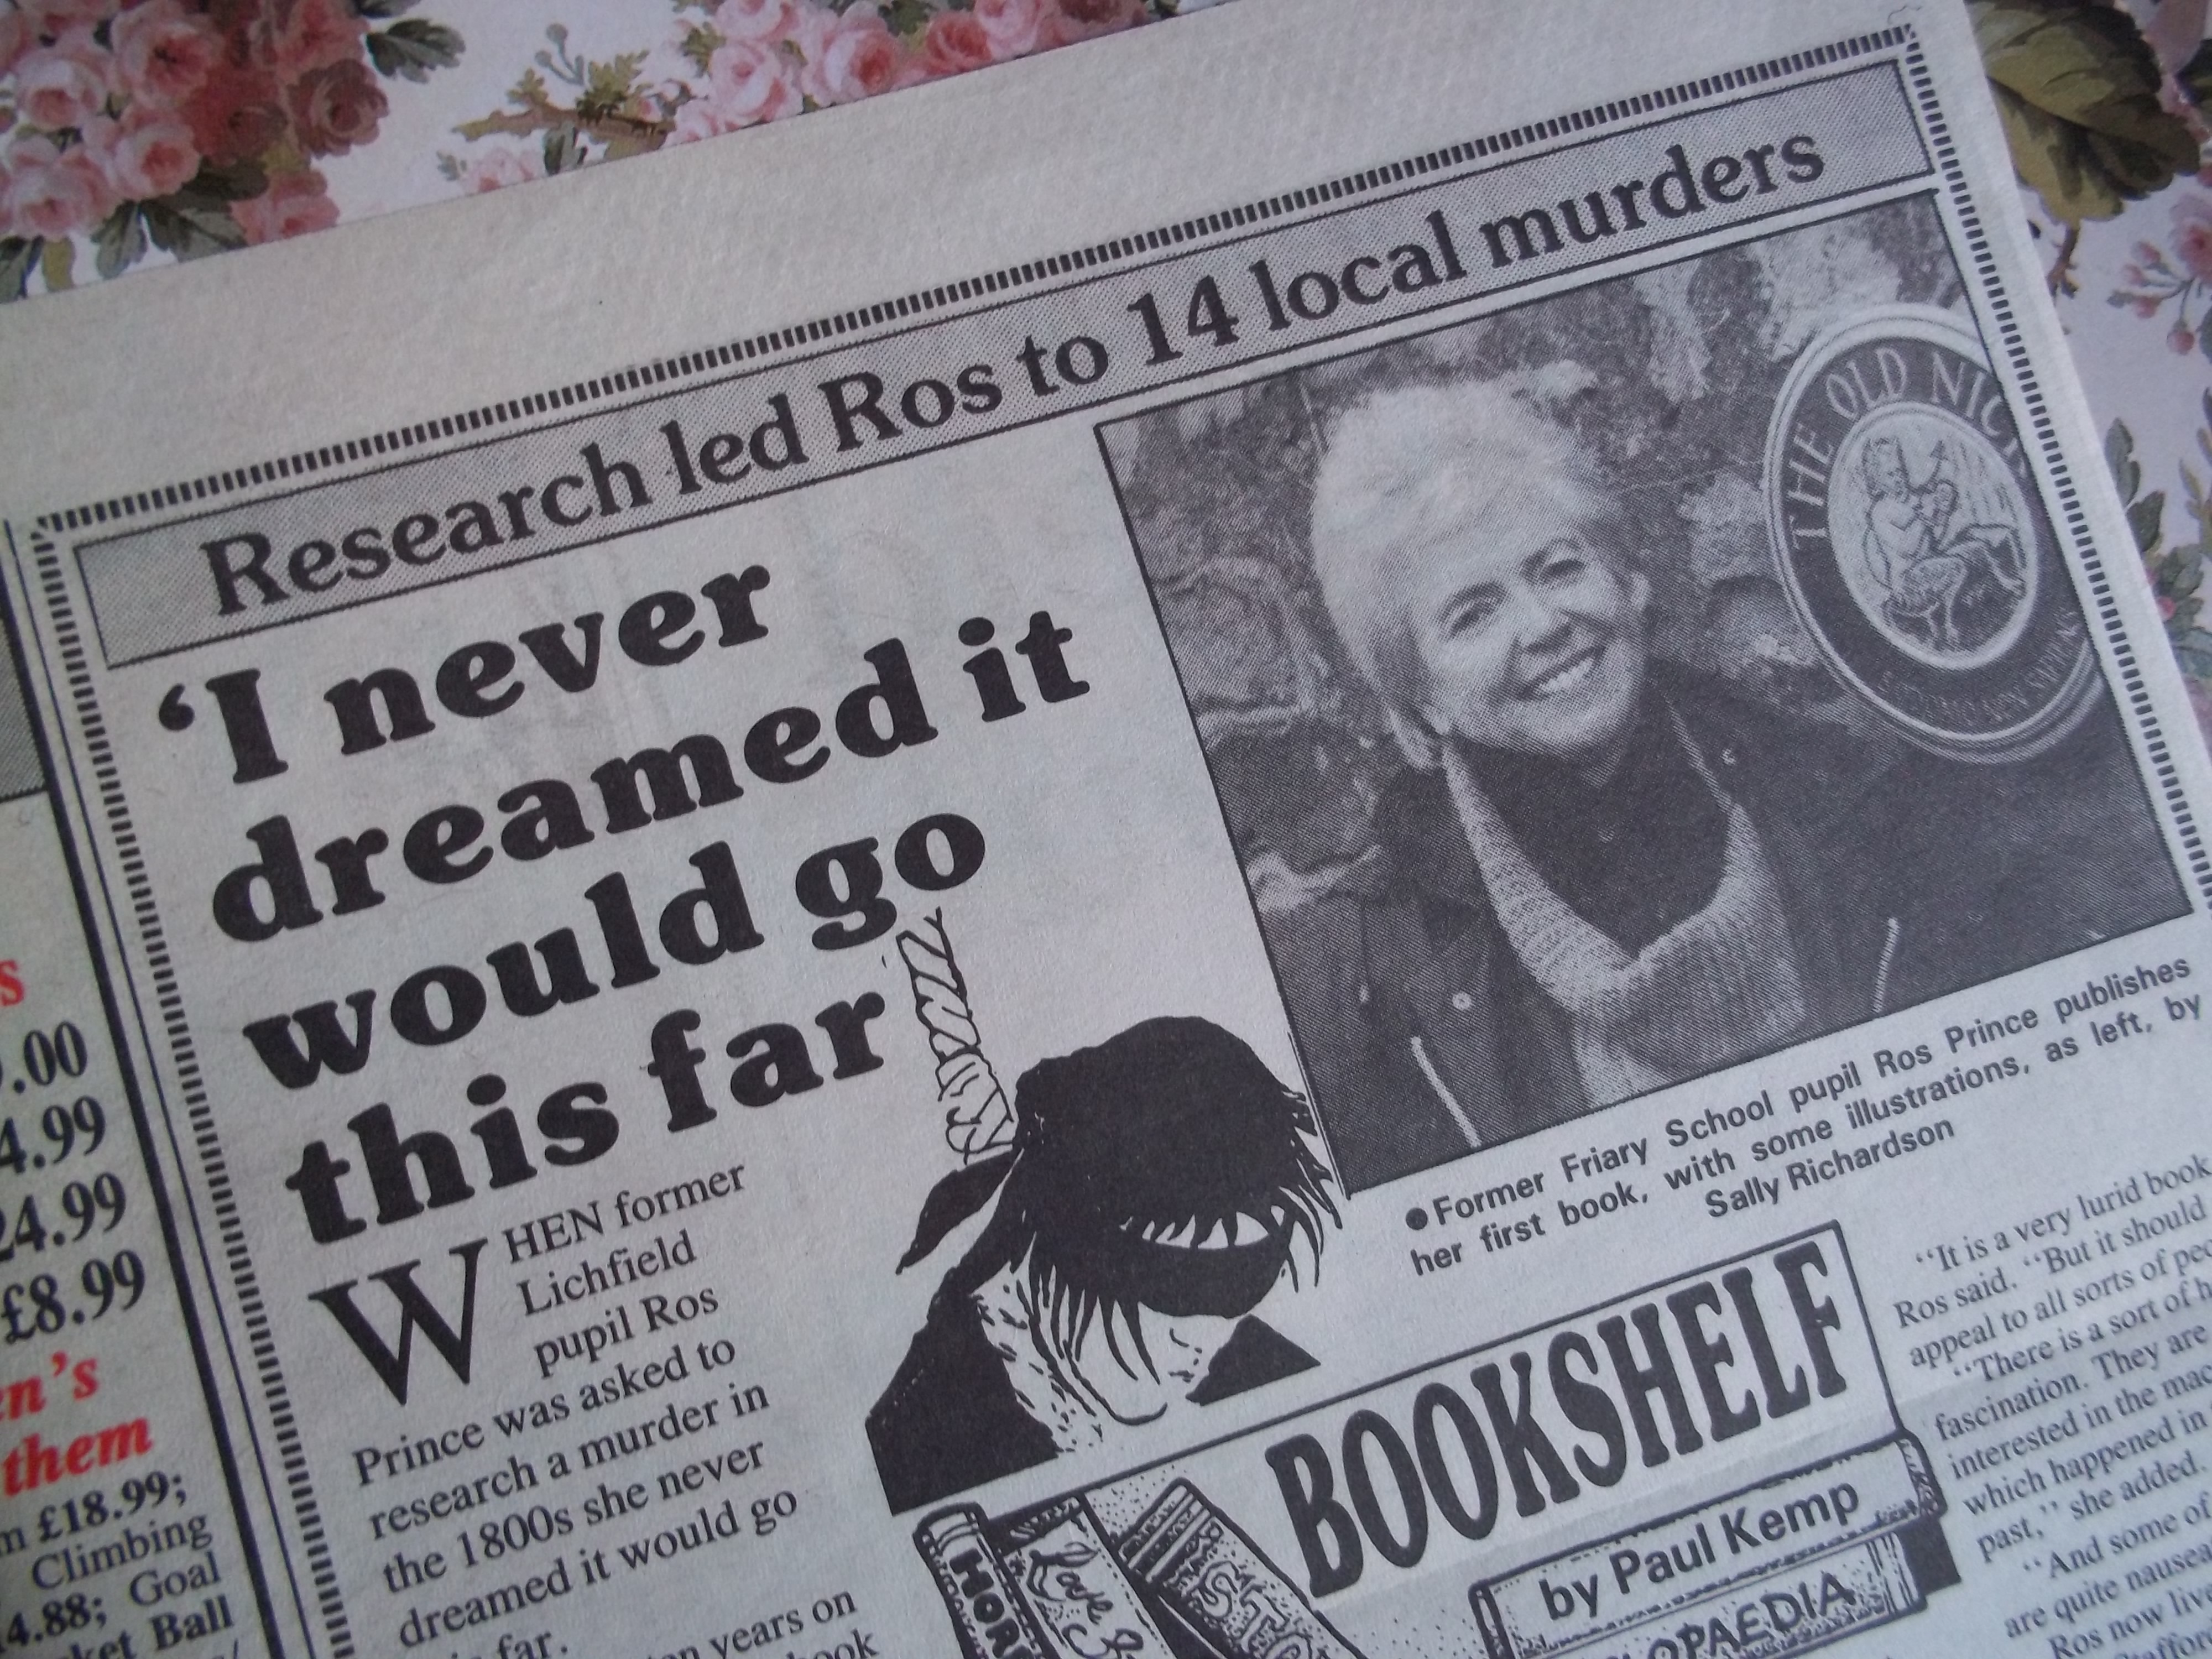 Research led Ros to 14 local murders
'I never
dreamed it
would go
this far
THE OLD NICK
● Former Friary School pupil Ros Prince publishes
her first book, with some illustrations, as left, by
Sally Richardson
WHEN former
Lichfield
pupil Ros
Prince was asked to
research a murder in
the 1800s she never
dreamed it would go
far.
years on
BOOKSHELF
by Paul Kemp
"It is a very lurid book
Ros said. "But it should
appeal to all sorts of
"There is a sort of
fascination. They are
interested in the
which happened in
past," she added.
"And some of
are quite
Ros now
.00
4.99
24.99
£8.99
them
£18.99;
Climbing
4.88; Goal
Ball